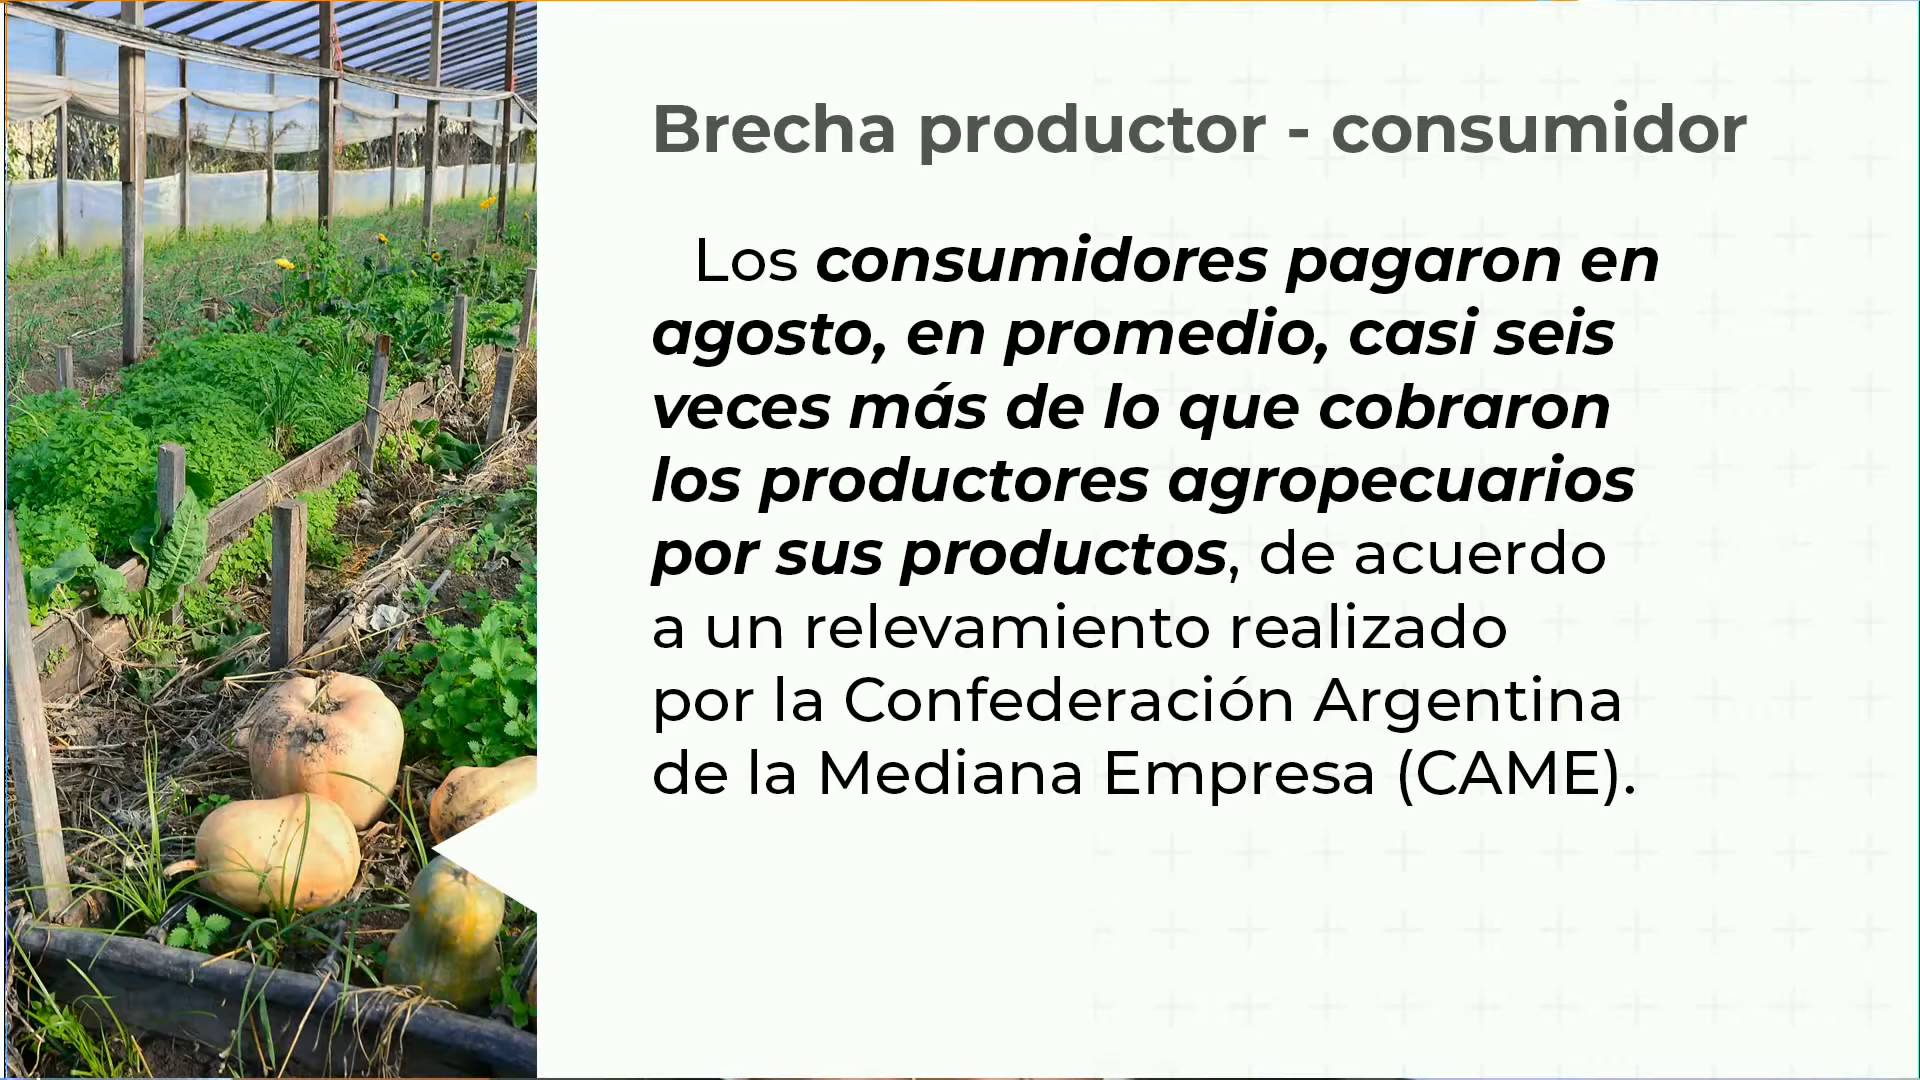 Brecha productor - consumidor
Los consumidores pagaron en
agosto, en promedio, casi seis
veces más de lo que cobraron
los productores agropecuarios
por sus productos, de acuerdo
a un relevamiento realizado
por la Confederación Argentina
de la Mediana Empresa (CAME).